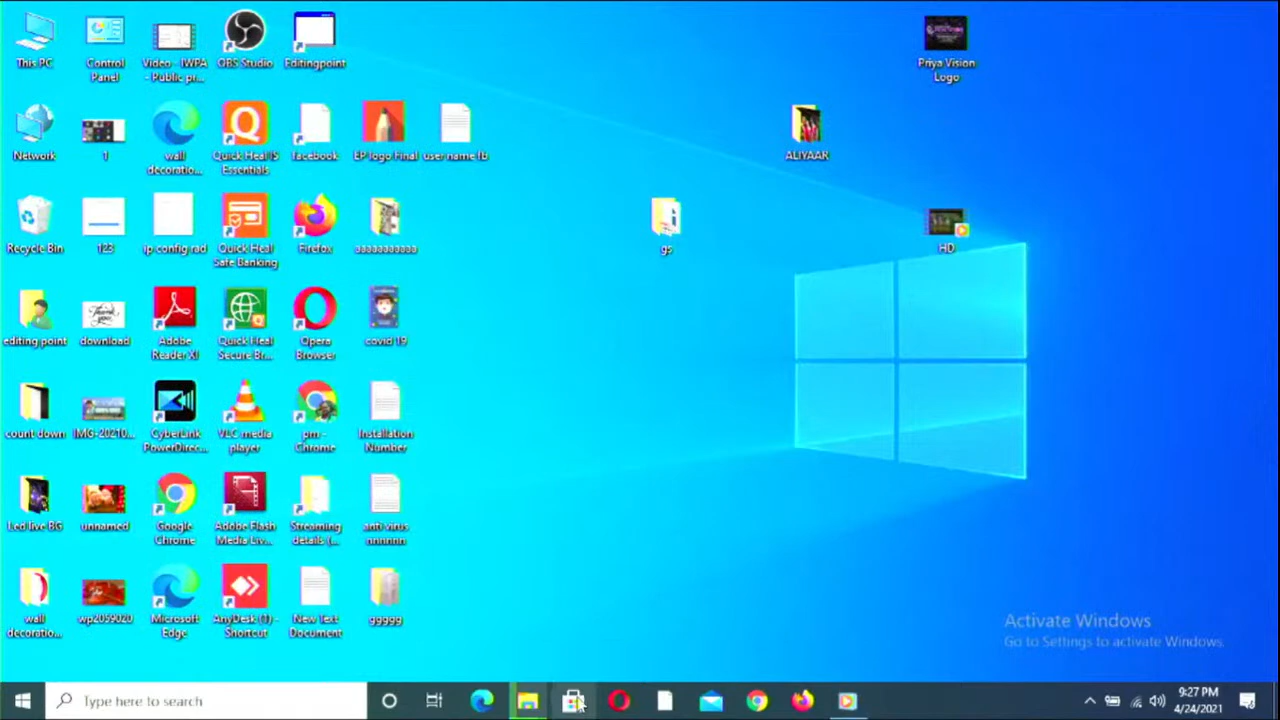 This PC
Control
Panel
Video - IWPA
- Public pr...
OBS Studio
Editingpoint
Priya Vision
Logo
Network
1
wall
decoratio...
Quick Heal IS
Essentials
facebook
EP logo Final
user name fb
ALIYAAR
Recycle Bin
123
ip config.rad
Quick Heal
Safe Banking
Firefox
aaaaaaaaaaa
gs
HD
editing point
download
Adobe
Reader XI
Quick Heal
Secure Br...
Opera
Browser
covid 19
count down
IMG-20210...
CyberLink
PowerDirec...
VLC media
player
pm -
Chrome
Installation
Number
Led live BG
unnamed
Google
Chrome
Adobe Flash
Media Liv...
Streaming
details (...
anti virus
nnnnnn
wall
decoratio...
wp2059020
Microsoft
Edge
AnyDesk (1) -
Shortcut
New Text
Document
ggggg
Activate Windows
Go to Settings to activate Windows.
Type here to search
9:27 PM
4/24/2021